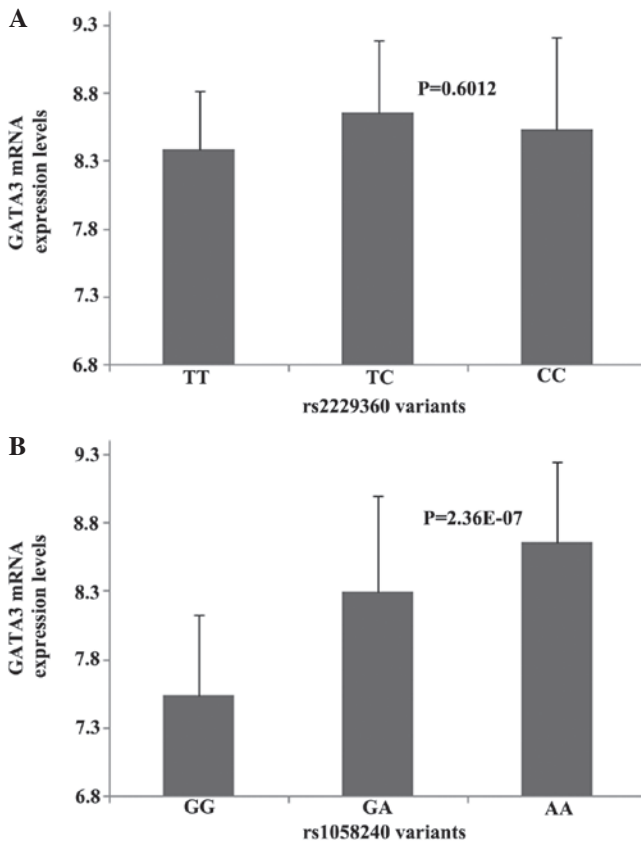 A
GATA3 mRNA
expression levels
9.3
8.8
8.3
7.8
7.3
6.8
P=0.6012
TT TC CC
rs2229360 variants
B
GATA3 mRNA
expression levels
9.3
8.8
8.3
7.8
7.3
6.8
P=2.36E-07
GG GA AA
rs1058240 variants